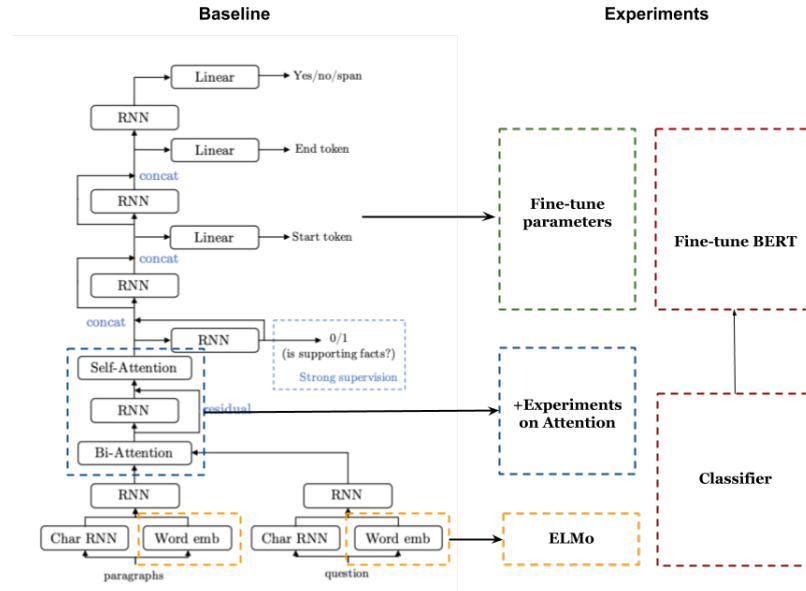 Baseline
Experiments
Linear
Yes/no/span
RNN
Linear
End token
concat
RNN
Linear
Start token
concat
RNN
concat
RNN
0/1
(is supporting facts?)
Strong supervision
Self-Attention
RNN
residual
Bi-Attention
RNN
RNN
Char RNN
Word emb
Char RNN
Word emb
paragraphs
question
Fine-tune
parameters
Fine-tune BERT
+Experiments
on Attention
Classifier
ELMo